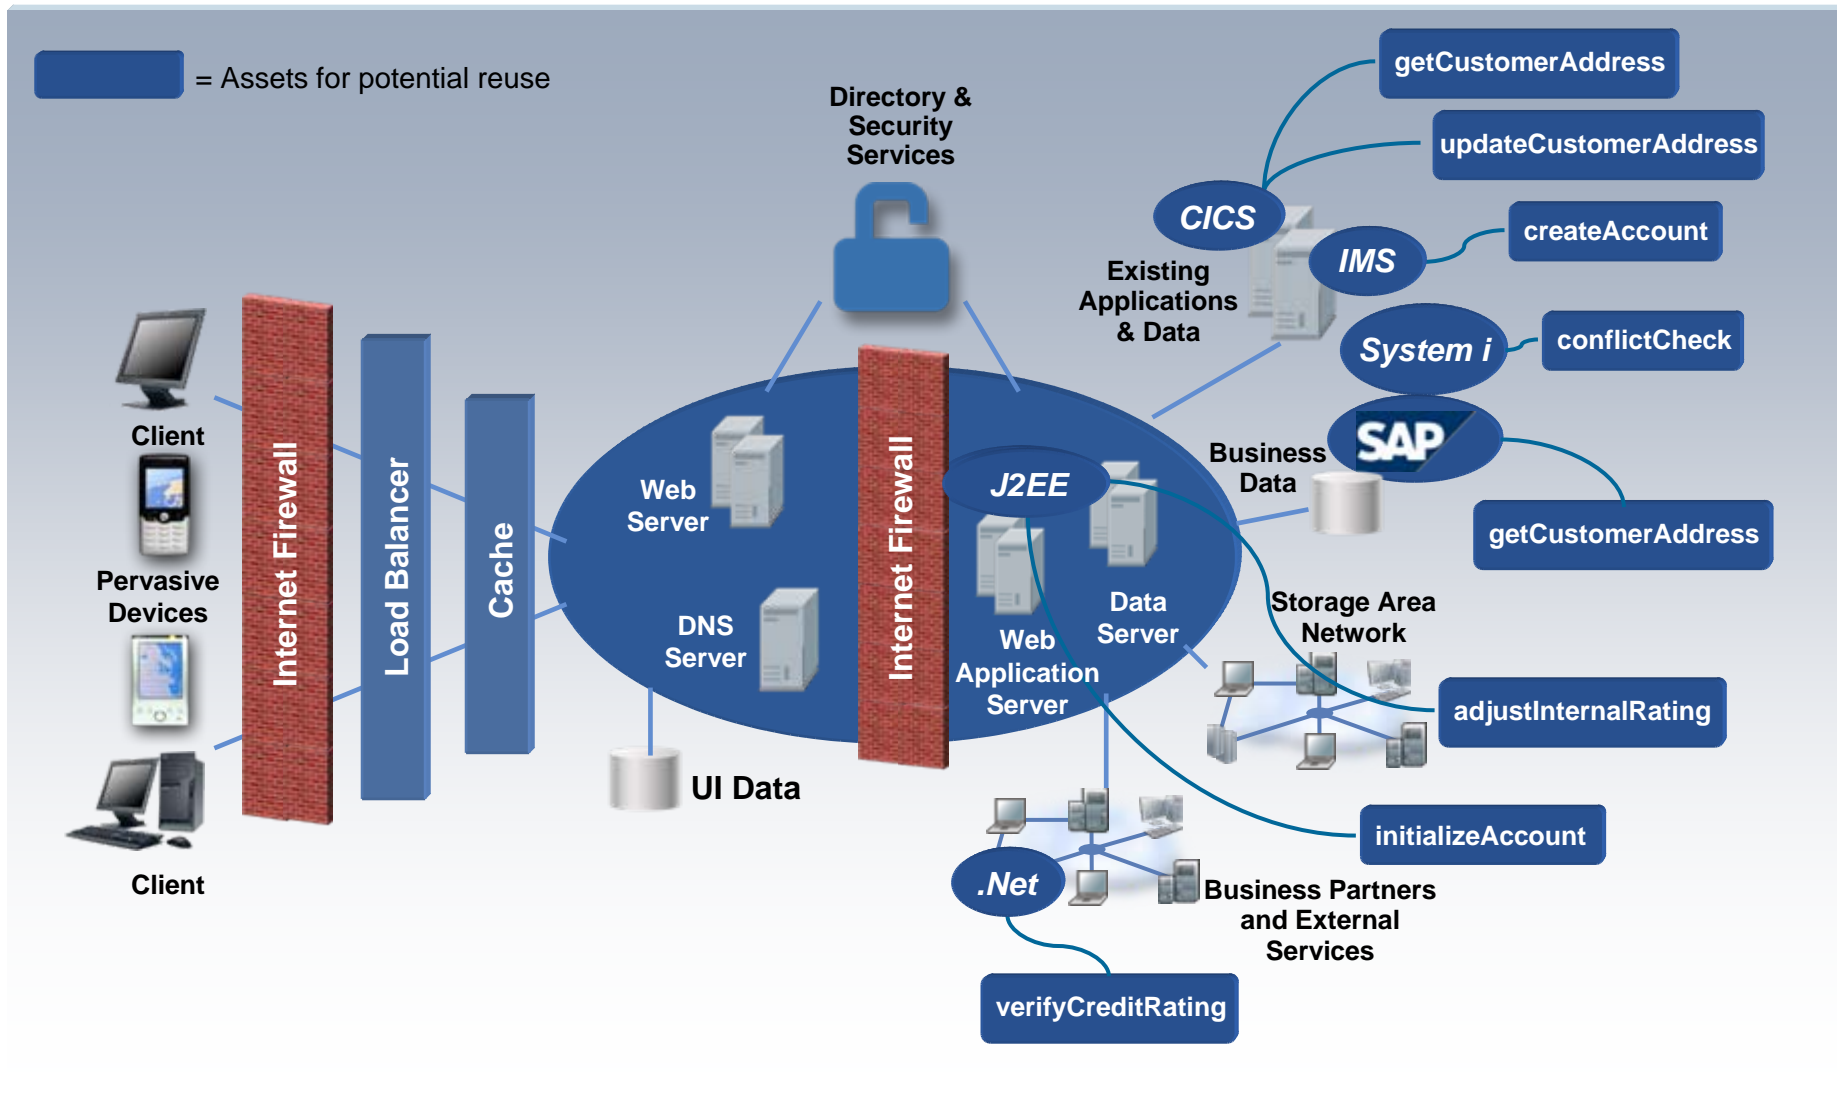 = Assets for potential reuse
Directory &
Security
Services
getCustomerAddress
updateCustomerAddress
CICS
createAccount
IMS
Existing
Applications
& Data
System i
conflictCheck
SAP
Business
Data
getCustomerAddress
Client
Pervasive
Devices
Client
Internet Firewall
Load Balancer
Cache
Web
Server
DNS
Server
UI Data
Internet Firewall
J2EE
Web
Application
Server
Data
Server
Storage Area
Network
adjustInternalRating
initializeAccount
.Net
Business Partners
and External
Services
verifyCreditRating